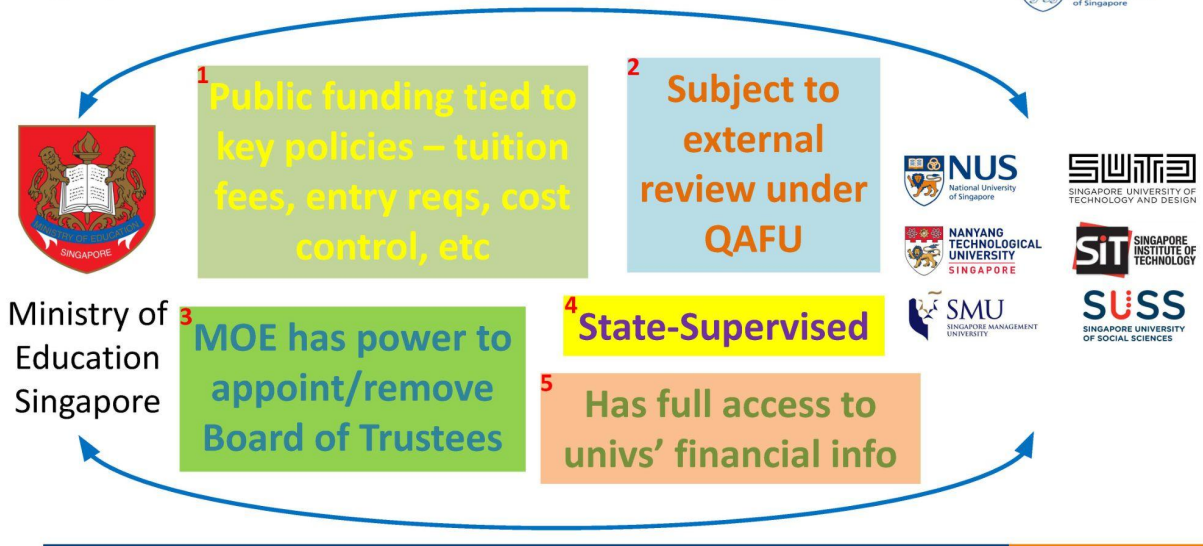 of Singapore
1
Public funding tied to
key policies – tuition
fees, entry reqs, cost
control, etc
2
Subject to
external
review under
QAFU
MINISTRY OF EDUCATION
SINGAPORE
Ministry of
Education
Singapore
3
MOE has power to
appoint/remove
Board of Trustees
4
State-Supervised
5
Has full access to
univs’ financial info
NUS
National University
of Singapore
SUTD
SINGAPORE UNIVERSITY OF
TECHNOLOGY AND DESIGN
NANYANG
TECHNOLOGICAL
UNIVERSITY
SINGAPORE
SiT
SINGAPORE
INSTITUTE OF
TECHNOLOGY
SMU
SINGAPORE MANAGEMENT
UNIVERSITY
SUSS
SINGAPORE UNIVERSITY
OF SOCIAL SCIENCES